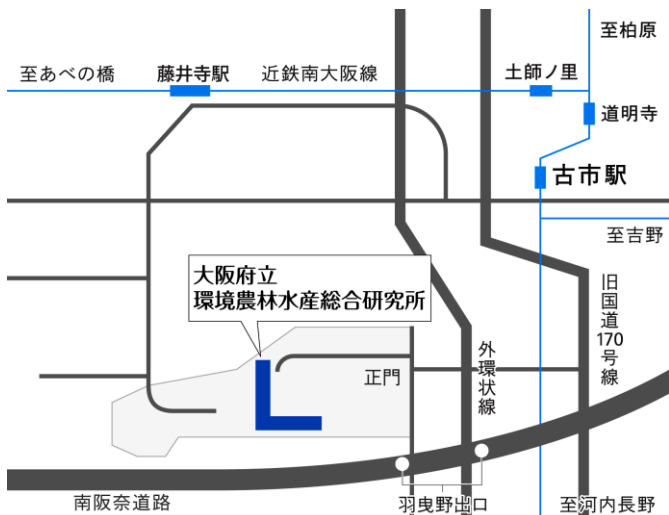 至柏原
至あべの橋
藤井寺駅
近鉄南大阪線
土師ノ里
道明寺
古市駅
至吉野
大阪府立
環境農林水産総合研究所
旧国道170号線
外環状線
正門
南阪奈道路
羽曳野出口
至河内長野